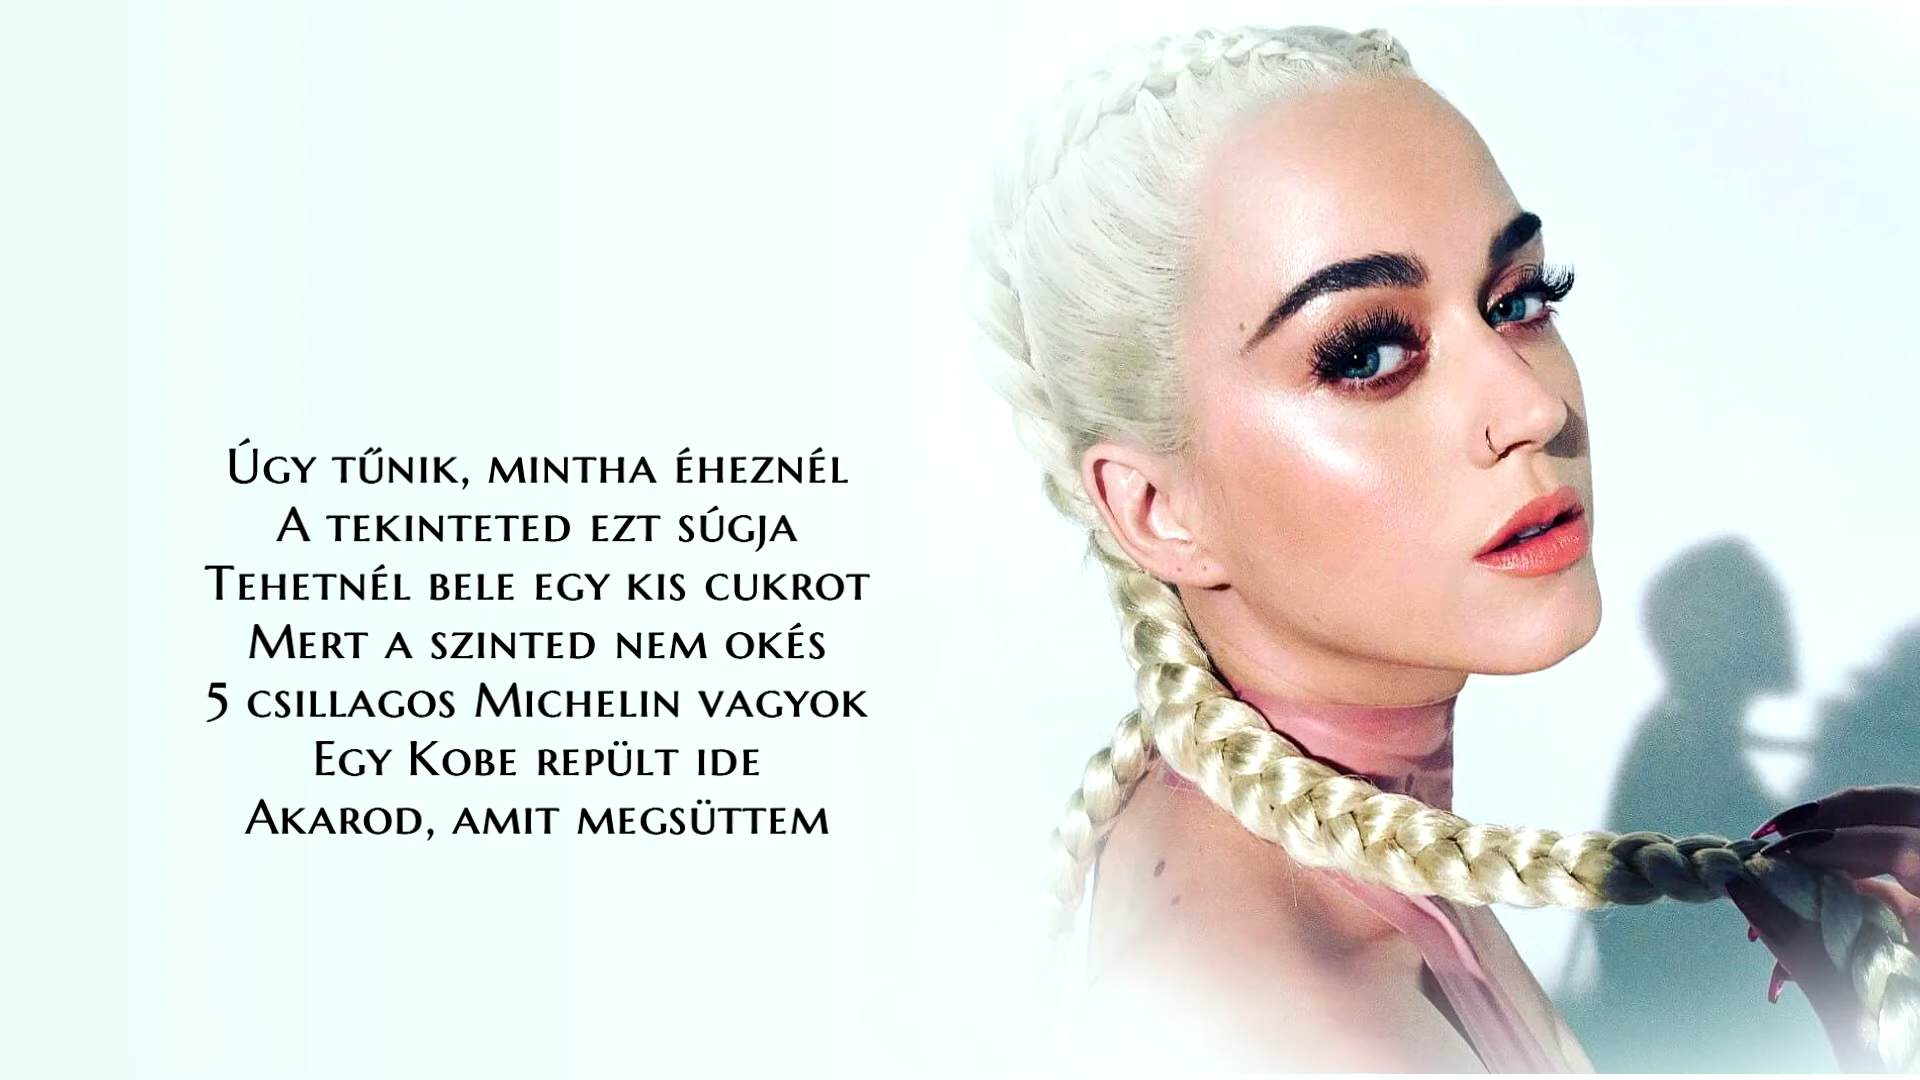 Úgy tűnik, mintha éheznél
A tekinteted ezt súgja
Tehetnél bele egy kis cukrot
Mert a szinted nem okés
5 csillagos Michelin vagyok
Egy Kobe repült ide
Akarod, amit megsüttem